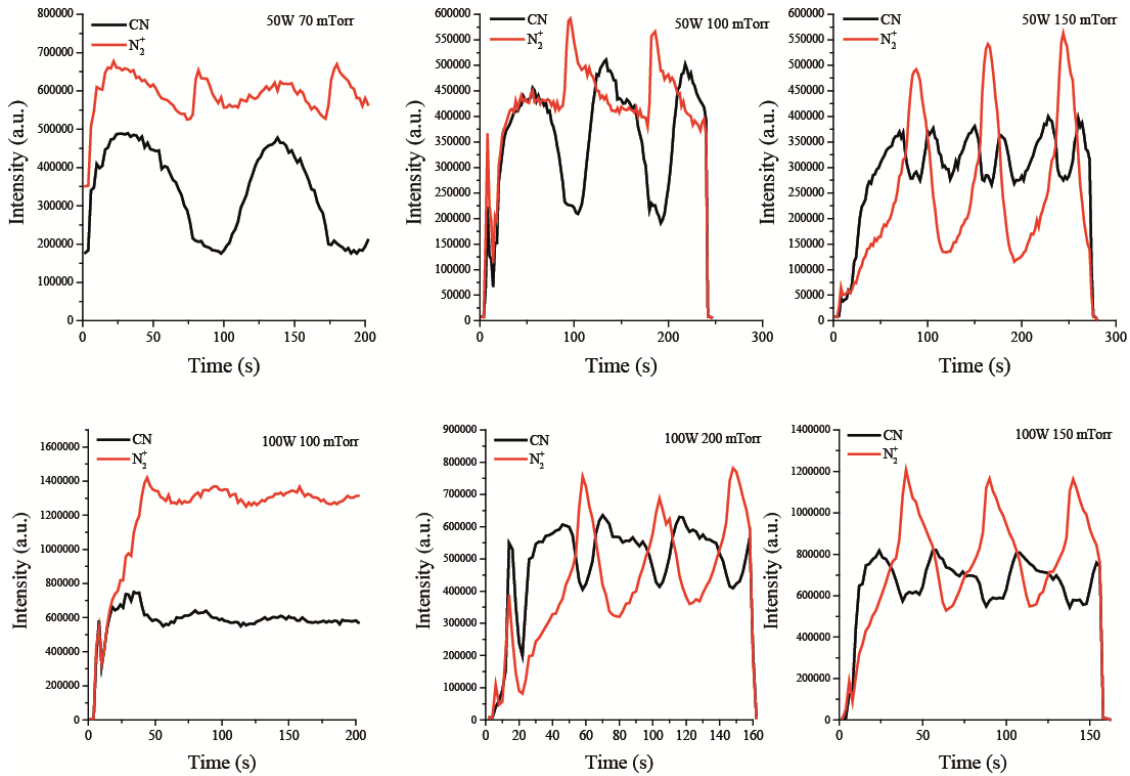 CN
N₂⁺
50W 70 mTorr
Intensity (a.u.)
800000
700000
600000
500000
400000
300000
200000
100000
0
0 50 100 150 200
Time (s)
CN
N₂⁺
50W 100 mTorr
Intensity (a.u.)
600000
550000
500000
450000
400000
350000
300000
250000
200000
150000
100000
50000
0
0 100 200 300
Time (s)
CN
N₂⁺
50W 150 mTorr
Intensity (a.u.)
600000
550000
500000
450000
400000
350000
300000
250000
200000
150000
100000
50000
0
0 100 200 300
Time (s)
CN
N₂⁺
100W 100 mTorr
Intensity (a.u.)
1600000
1400000
1200000
1000000
800000
600000
400000
200000
0
0 50 100 150 200
Time (s)
CN
N₂⁺
100W 200 mTorr
Intensity (a.u.)
900000
800000
700000
600000
500000
400000
300000
200000
100000
0
0 20 40 60 80 100 120 140 160
Time (s)
CN
N₂⁺
100W 150 mTorr
Intensity (a.u.)
1400000
1200000
1000000
800000
600000
400000
200000
0
0 50 100 150
Time (s)